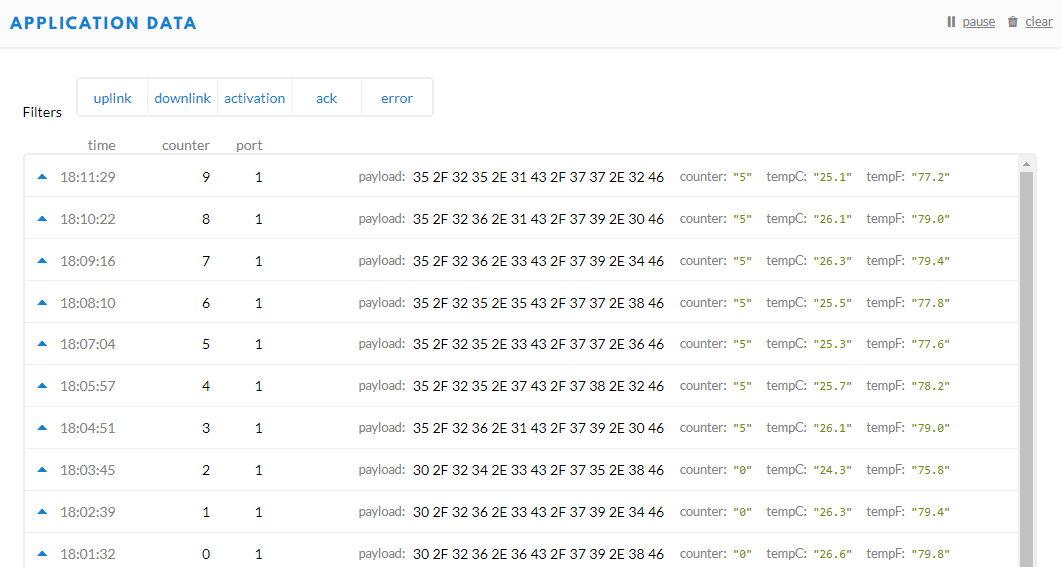 APPLICATION DATA pause clear
Filters uplink downlink activation ack error
time counter port
18:11:29 9 1 payload: 35 2F 32 35 2E 31 43 2F 37 37 2E 32 46 counter: "5" tempC: "25.1" tempF: "77.2"
18:10:22 8 1 payload: 35 2F 32 36 2E 31 43 2F 37 39 2E 30 46 counter: "5" tempC: "26.1" tempF: "79.0"
18:09:16 7 1 payload: 35 2F 32 36 2E 33 43 2F 37 39 2E 34 46 counter: "5" tempC: "26.3" tempF: "79.4"
18:08:10 6 1 payload: 35 2F 32 35 2E 35 43 2F 37 37 2E 38 46 counter: "5" tempC: "25.5" tempF: "77.8"
18:07:04 5 1 payload: 35 2F 32 35 2E 33 43 2F 37 37 2E 36 46 counter: "5" tempC: "25.3" tempF: "77.6"
18:05:57 4 1 payload: 35 2F 32 35 2E 37 43 2F 37 38 2E 32 46 counter: "5" tempC: "25.7" tempF: "78.2"
18:04:51 3 1 payload: 35 2F 32 36 2E 31 43 2F 37 39 2E 30 46 counter: "5" tempC: "26.1" tempF: "79.0"
18:03:45 2 1 payload: 30 2F 32 34 2E 33 43 2F 37 35 2E 38 46 counter: "0" tempC: "24.3" tempF: "75.8"
18:02:39 1 1 payload: 30 2F 32 36 2E 33 43 2F 37 39 2E 34 46 counter: "0" tempC: "26.3" tempF: "79.4"
18:01:32 0 1 payload: 30 2F 32 36 2E 36 43 2F 37 39 2E 38 46 counter: "0" tempC: "26.6" tempF: "79.8"